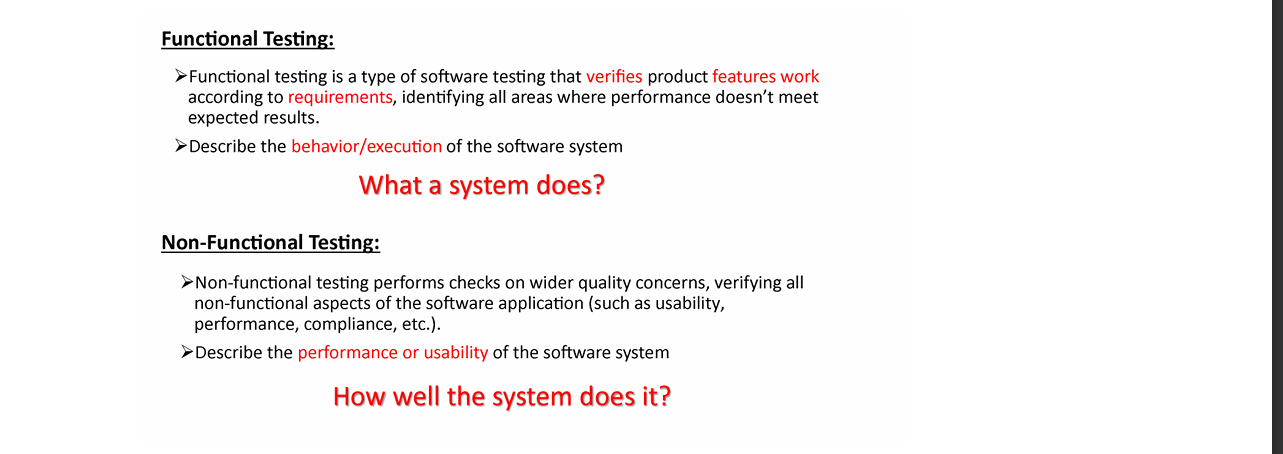 Functional Testing:
➢Functional testing is a type of software testing that verifies product features work
according to requirements, identifying all areas where performance doesn’t meet
expected results.
➢Describe the behavior/execution of the software system
What a system does?
Non-Functional Testing:
➢Non-functional testing performs checks on wider quality concerns, verifying all
non-functional aspects of the software application (such as usability,
performance, compliance, etc.).
➢Describe the performance or usability of the software system
How well the system does it?